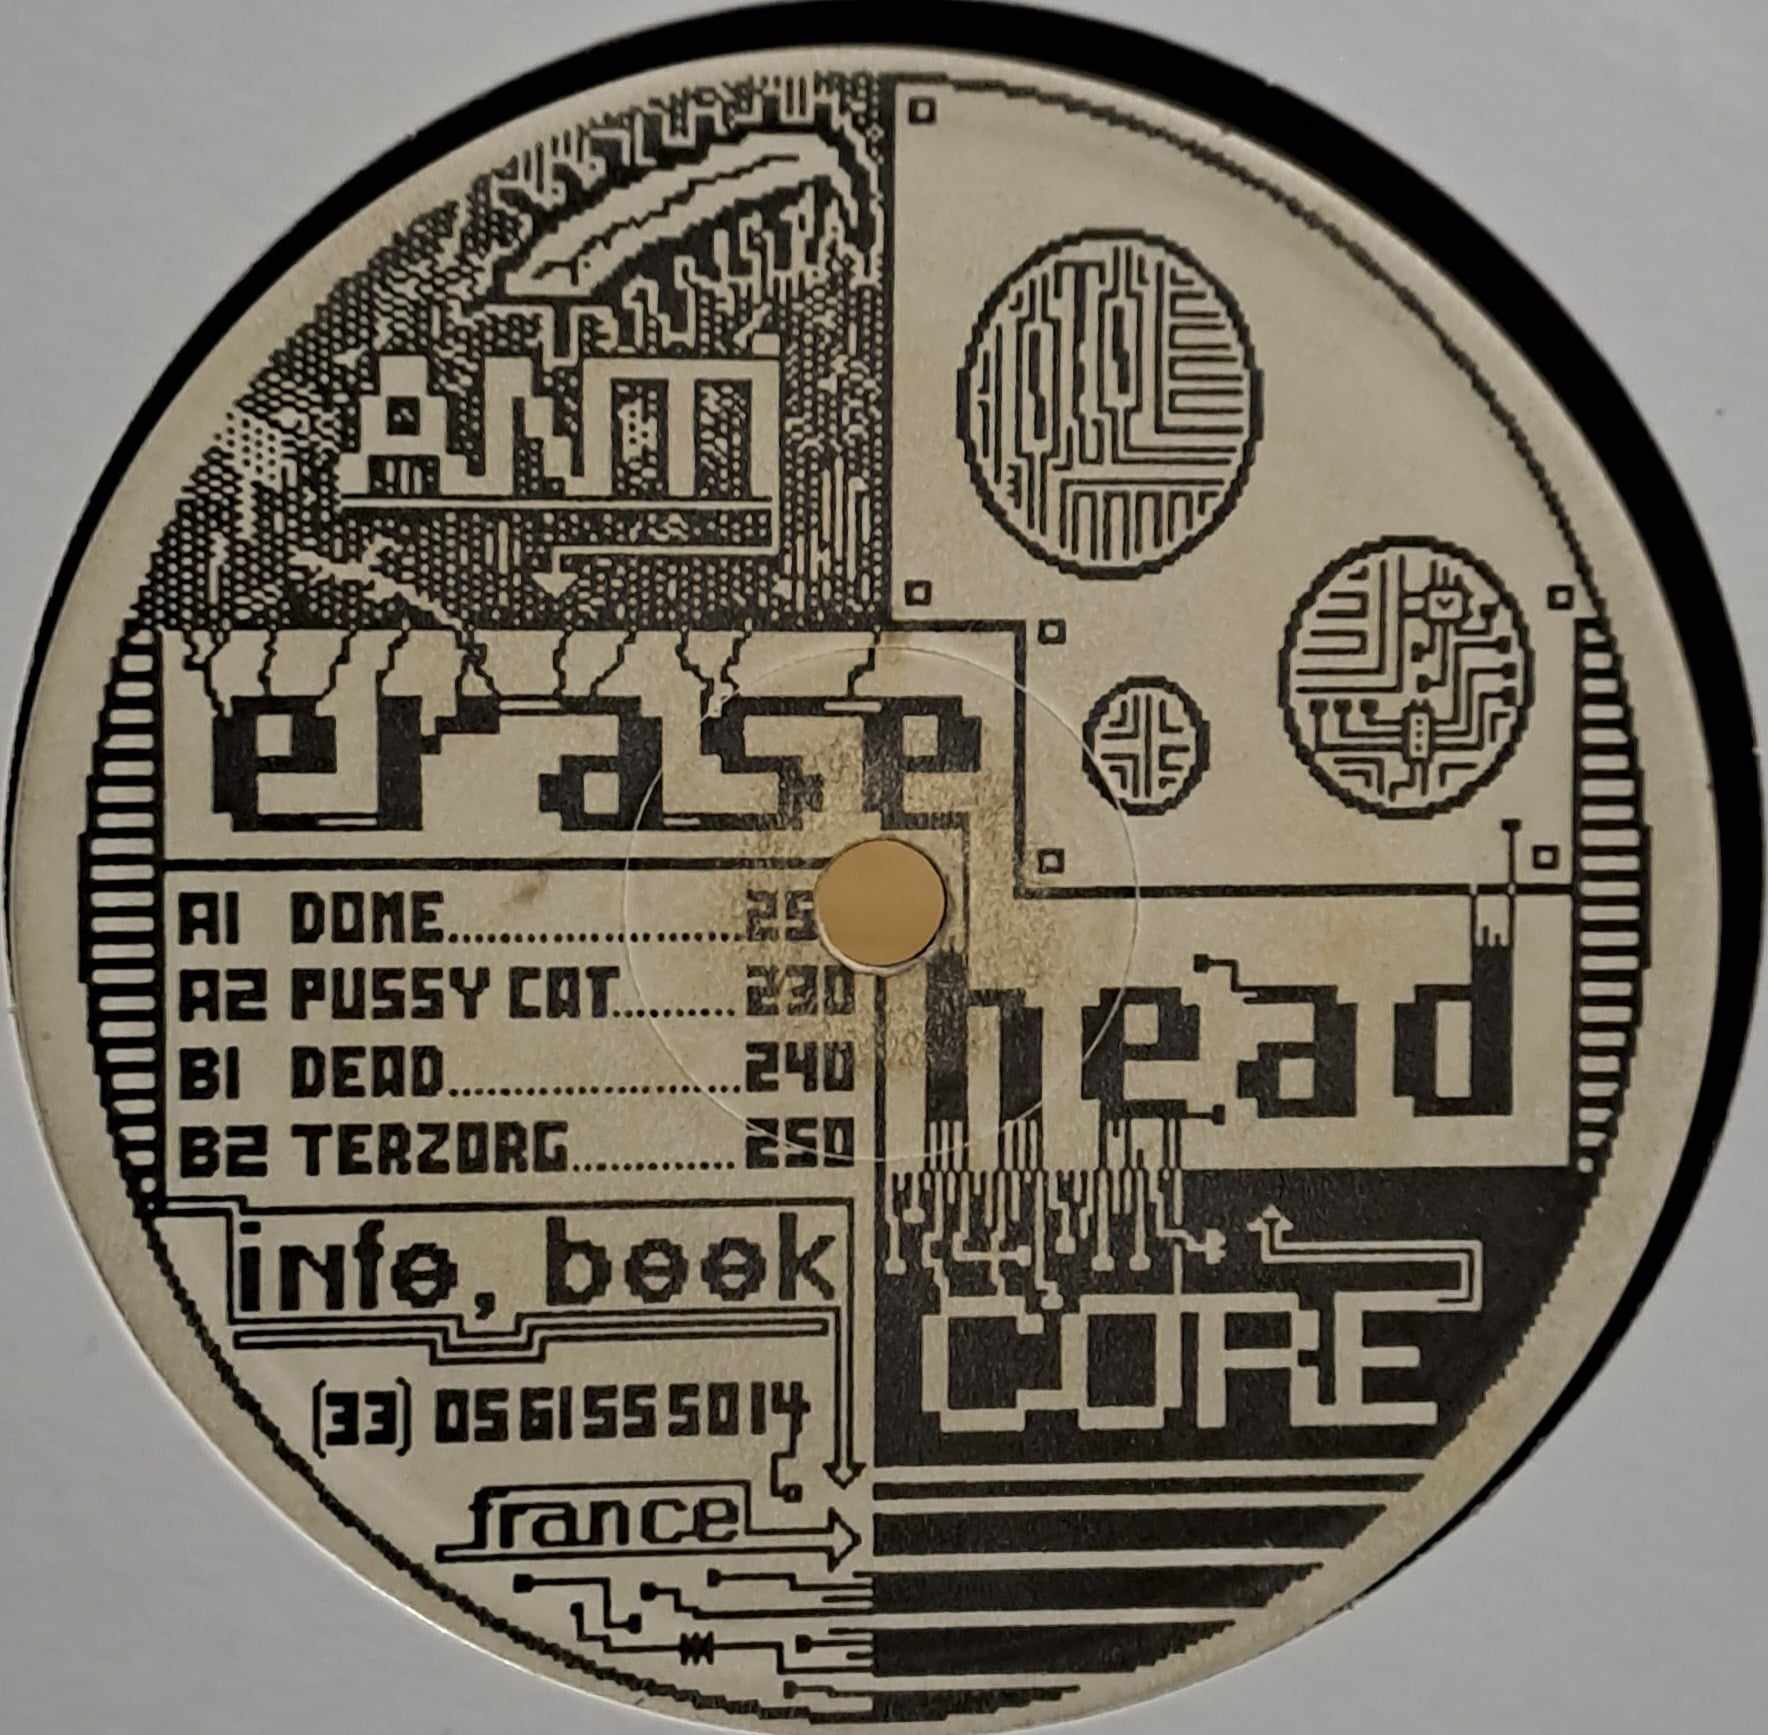 ANT
erase
A1 DOME..................25
A2 PUSSY CAT..........230
B1 DEAD..................240
B2 TERZORG.............250
head
CORE
info, book
(33) 0561555014
france